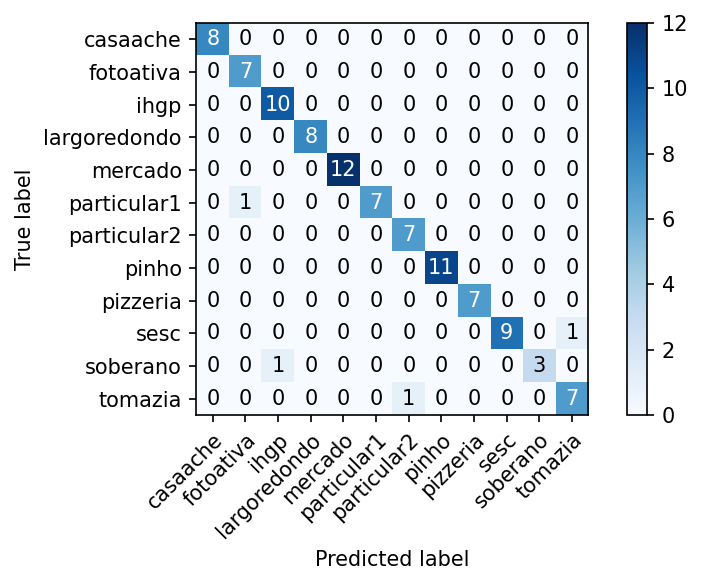 casaache 8 0 0 0 0 0 0 0 0 0 0 0
fotoativa 0 7 0 0 0 0 0 0 0 0 0 0
ihgp 0 0 10 0 0 0 0 0 0 0 0 0
largoredondo 0 0 0 8 0 0 0 0 0 0 0 0
mercado 0 0 0 0 12 0 0 0 0 0 0 0
particular1 0 1 0 0 0 7 0 0 0 0 0 0
particular2 0 0 0 0 0 0 7 0 0 0 0 0
pinho 0 0 0 0 0 0 0 11 0 0 0 0
pizzeria 0 0 0 0 0 0 0 0 7 0 0 0
sesc 0 0 0 0 0 0 0 0 0 9 0 1
soberano 0 0 1 0 0 0 0 0 0 0 3 0
tomazia 0 0 0 0 0 0 1 0 0 0 0 7
True label
casaache
fotoativa
ihgp
largoredondo
mercado
particular1
particular2
pinho
pizzeria
sesc
soberano
tomazia
Predicted label
12
10
8
6
4
2
0